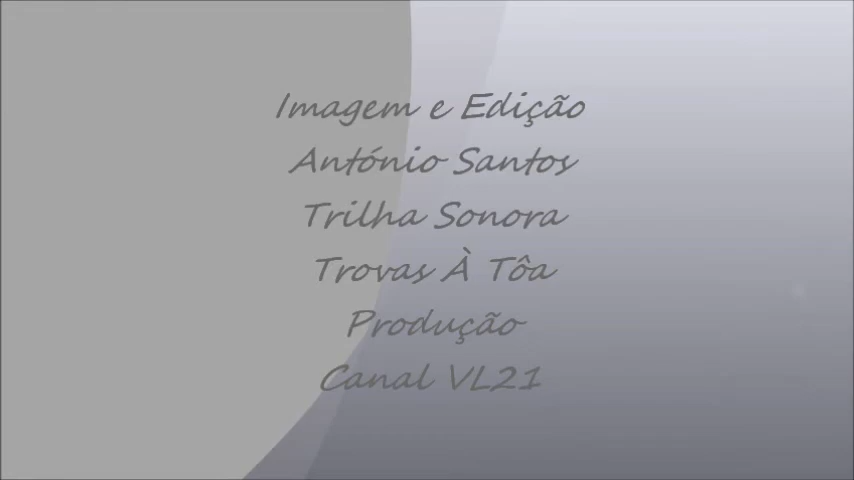 Imagem e Edição
António Santos
Trilha Sonora
Trovas À Tôa
Produção
Canal VL21